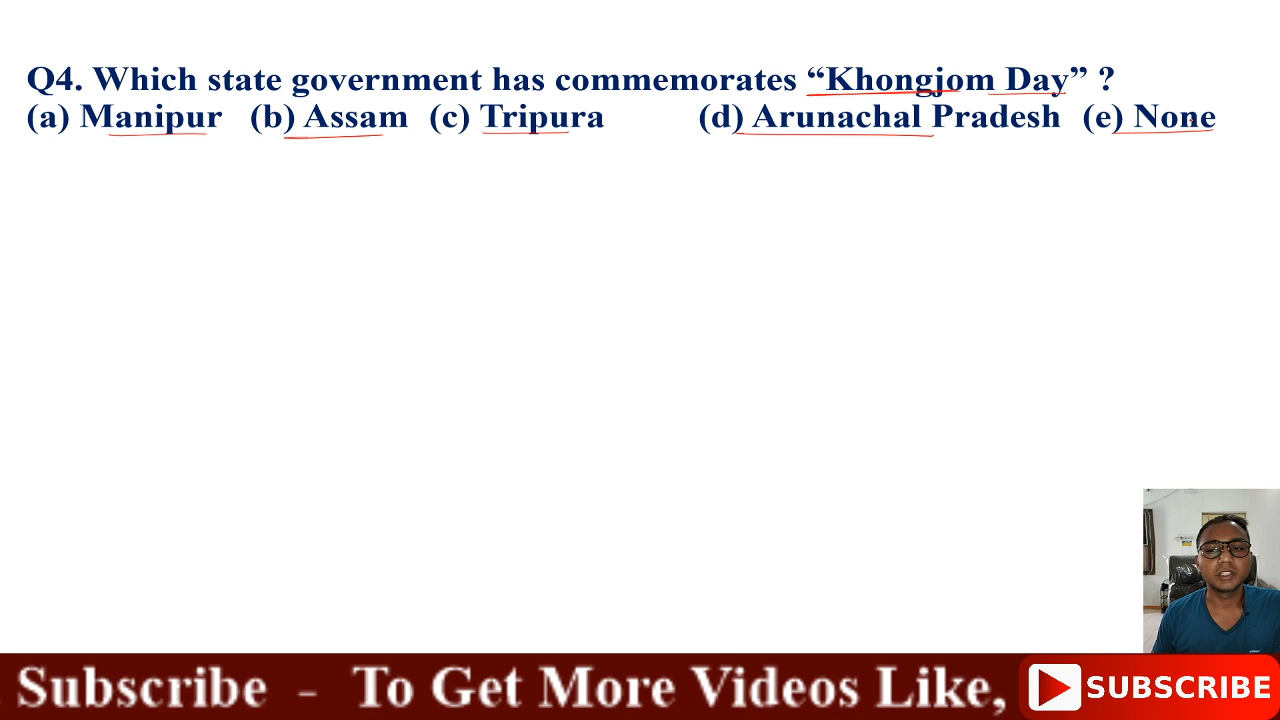 Q4. Which state government has commemorates “Khongjom Day” ?
(a) Manipur (b) Assam (c) Tripura (d) Arunachal Pradesh (e) None
Subscribe - To Get More Videos Like,
SUBSCRIBE